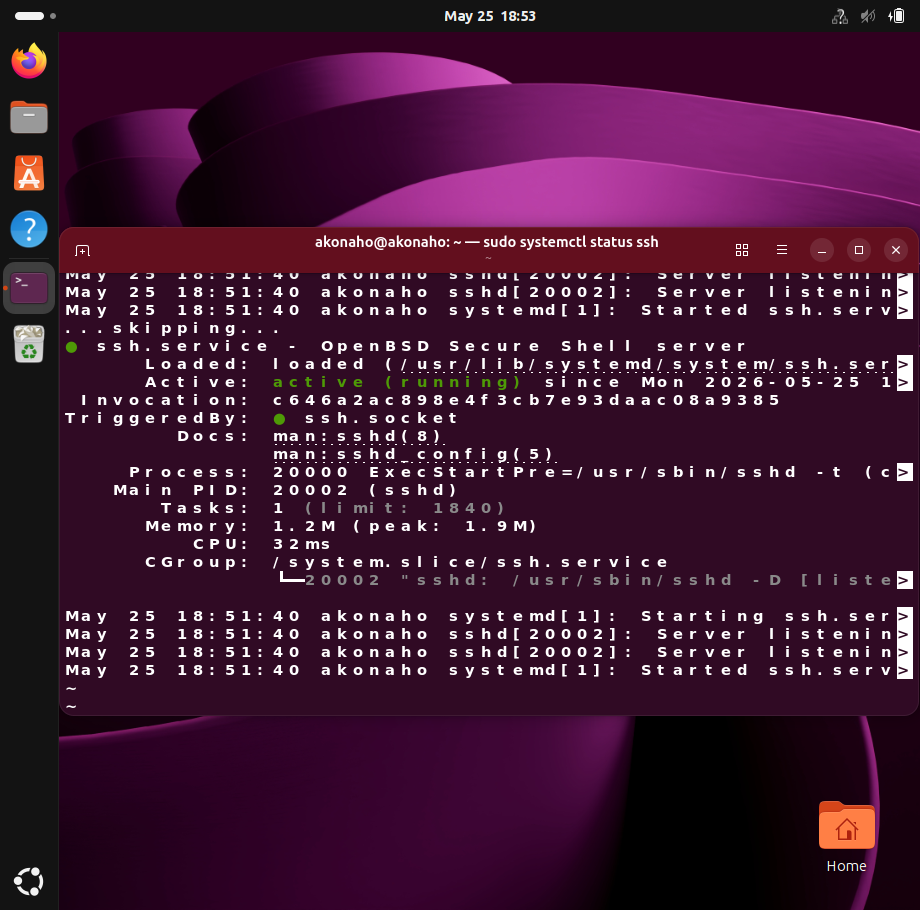 May 25 18:53
akonaho@akonaho: ~ — sudo systemctl status ssh
~
May 25 18:51:40 akonaho sshd[20002]: Server listenin>
May 25 18:51:40 akonaho sshd[20002]: Server listenin>
May 25 18:51:40 akonaho systemd[1]: Started ssh.serv>
...skipping...
● ssh.service - OpenBSD Secure Shell server
Loaded: loaded (/usr/lib/systemd/system/ssh.ser>
Active: active (running) since Mon 2026-05-25 1>
Invocation: c646a2ac898e4f3cb7e93daac08a9385
TriggeredBy: ● ssh.socket
Docs: man:sshd(8)
man:sshd_config(5)
Process: 20000 ExecStartPre=/usr/sbin/sshd -t (c>
Main PID: 20002 (sshd)
Tasks: 1 (limit: 1840)
Memory: 1.2M (peak: 1.9M)
CPU: 32ms
CGroup: /system.slice/ssh.service
└─20002 "sshd: /usr/sbin/sshd -D [liste>
May 25 18:51:40 akonaho systemd[1]: Starting ssh.ser>
May 25 18:51:40 akonaho sshd[20002]: Server listenin>
May 25 18:51:40 akonaho sshd[20002]: Server listenin>
May 25 18:51:40 akonaho systemd[1]: Started ssh.serv>
~
~
Home